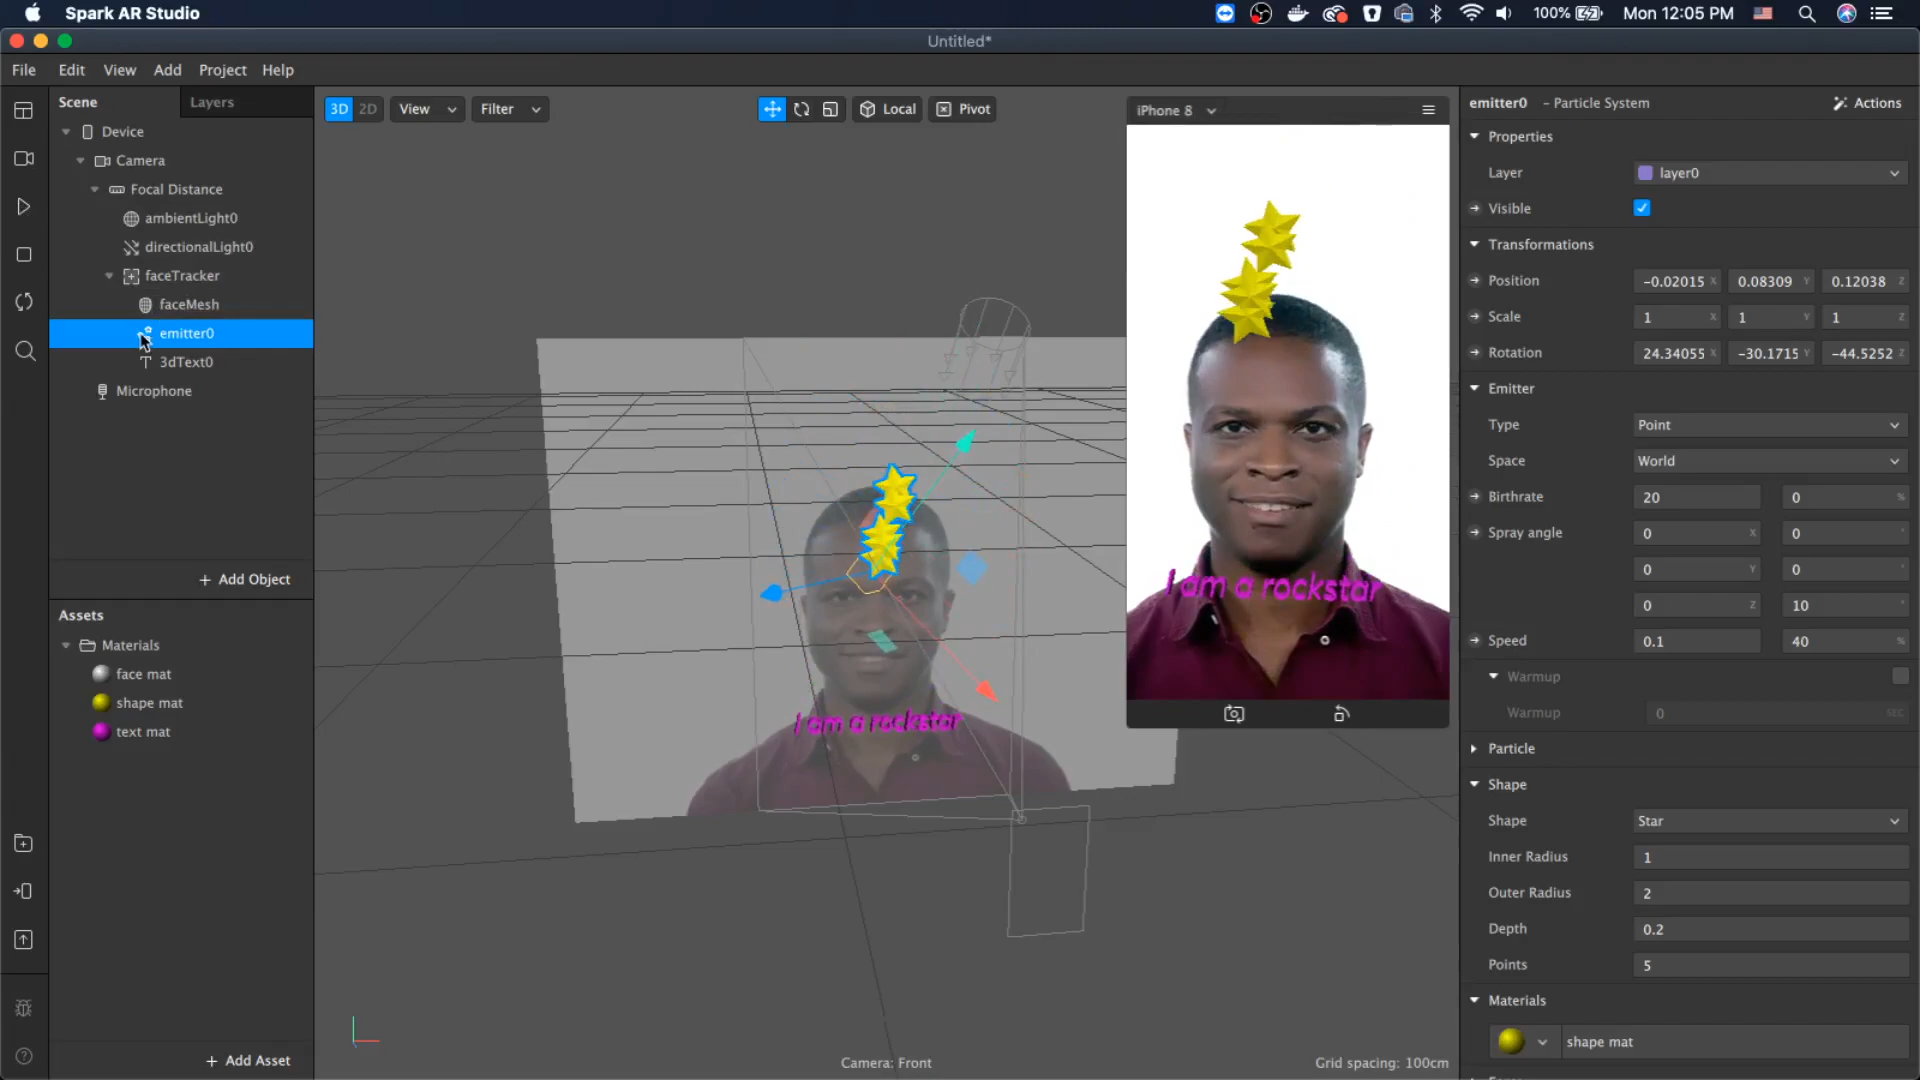 Spark AR Studio
100%
Mon 12:05 PM
Untitled*
File Edit View Add Project Help
Scene
Layers
Device
Camera
Focal Distance
ambientLight0
directionalLight0
faceTracker
faceMesh
emitter0
3dText0
Microphone
+ Add Object
Assets
Materials
face mat
shape mat
text mat
+ Add Asset
3D 2D View Filter
Local Pivot
iPhone 8
I am a rockstar
I am a rockstar
Camera: Front
Grid spacing: 100cm
emitter0 - Particle System Actions
Properties
Layer layer0
Visible
Transformations
Position -0.02015 X 0.08309 Y 0.12038 Z
Scale 1 X 1 Y 1 Z
Rotation 24.34055 X -30.1715 Y -44.5252 Z
Emitter
Type Point
Space World
Birthrate 20 0 %
Spray angle 0 X 0 °
0 Y 0 °
0 Z 10 °
Speed 0.1 40 %
Warmup
Warmup 0 SEC
Particle
Shape
Shape Star
Inner Radius 1
Outer Radius 2
Depth 0.2
Points 5
Materials
shape mat